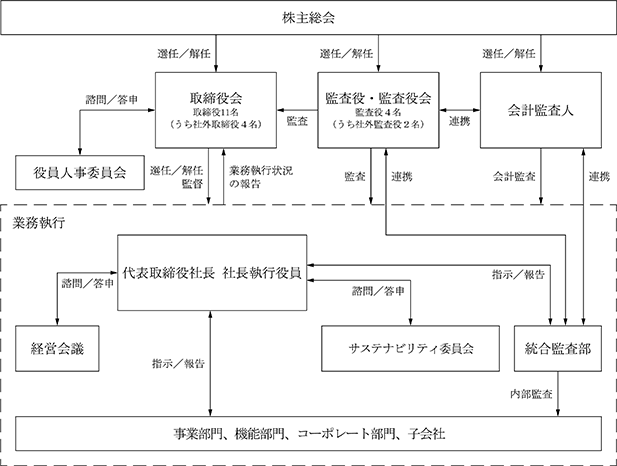 株主総会
選任／解任
選任／解任
選任／解任
諮問／答申
取締役会
取締役11名
（うち社外取締役４名）
監査
監査役・監査役会
監査役４名
（うち社外監査役２名）
連携
会計監査人
役員人事委員会
選任／解任
監督
業務執行状況
の報告
監査
連携
会計監査
連携
業務執行
代表取締役社長 社長執行役員
指示／報告
諮問／答申
諮問／答申
経営会議
指示／報告
サステナビリティ委員会
統合監査部
内部監査
事業部門、機能部門、コーポレート部門、子会社